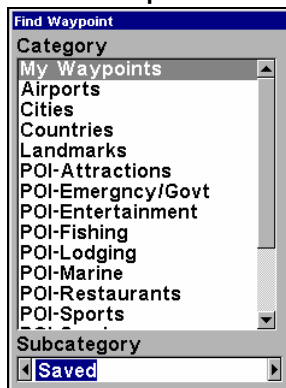 Find Waypoint
Category
My Waypoints
Airports
Cities
Countries
Landmarks
POI-Attractions
POI-Emergncy/Govt
POI-Entertainment
POI-Fishing
POI-Lodging
POI-Marine
POI-Restaurants
POI-Sports
Subcategory
Saved